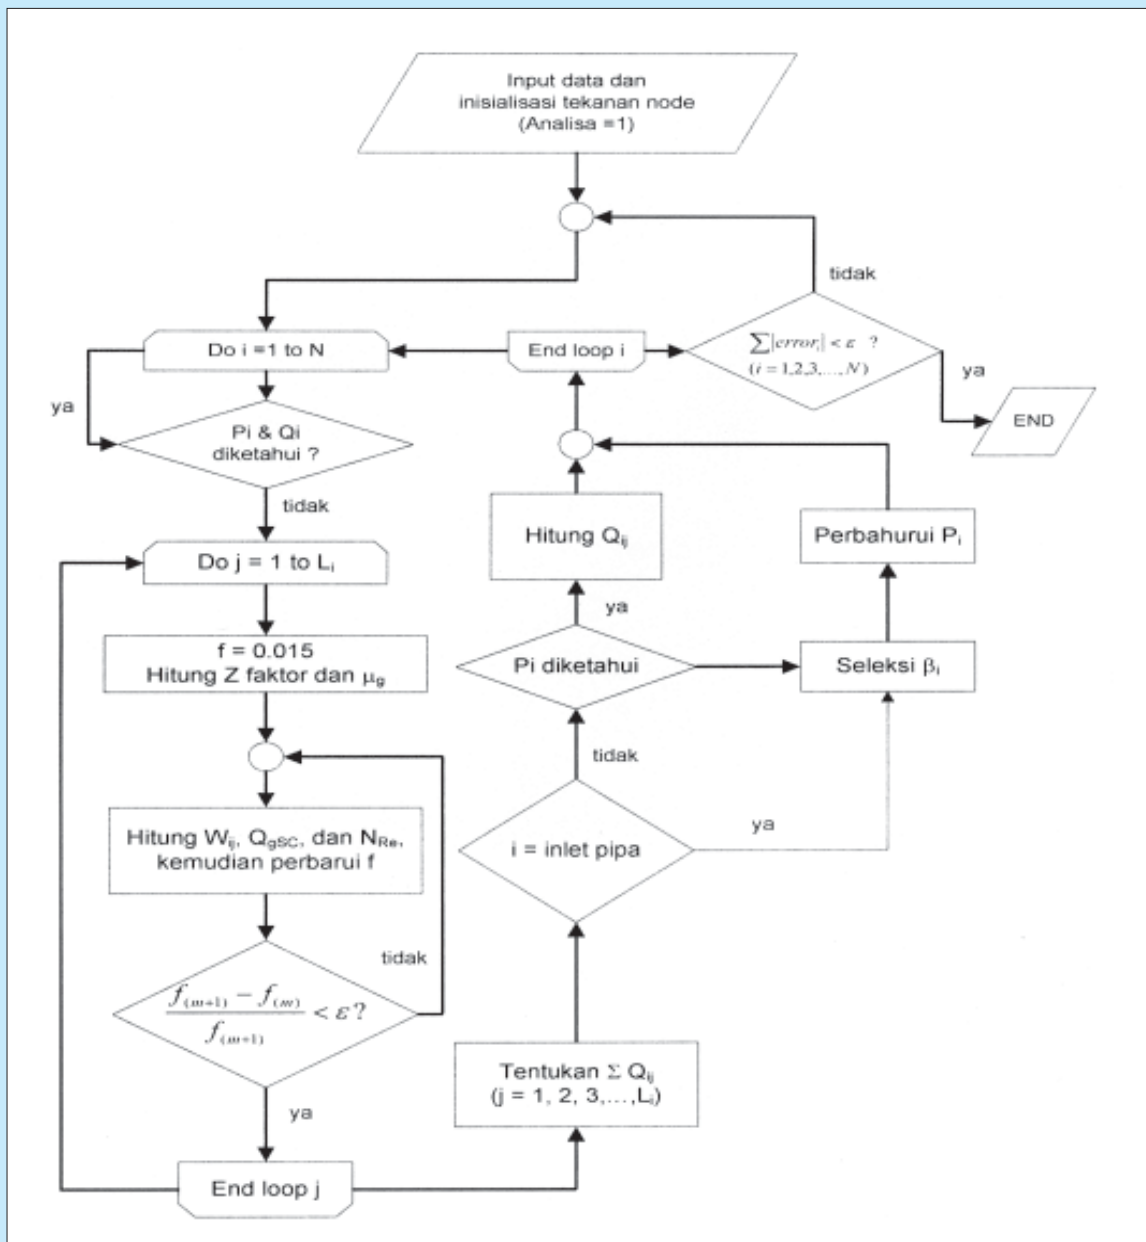 Input data dan
inisialisasi tekanan node
(Analisa =1)
tidak
Do i =1 to N
End loop i
∑|error_i| < ε ?
(i = 1,2,3,..., N)
ya
ya
END
Pi & Qi
diketahui ?
tidak
Hitung Q_ij
Perbahurui P_i
Do j = 1 to L_i
ya
f = 0.015
Hitung Z faktor dan μ_g
Pi diketahui
Seleksi β_i
tidak
Hitung W_ij, Q_gSC, dan N_Re,
kemudian perbarui f
i = inlet pipa
ya
tidak
f_(m+1) − f_(m)
f_(m+1)
< ε ?
Tentukan Σ Q_ij
(j = 1, 2, 3,...,L_i)
ya
End loop j